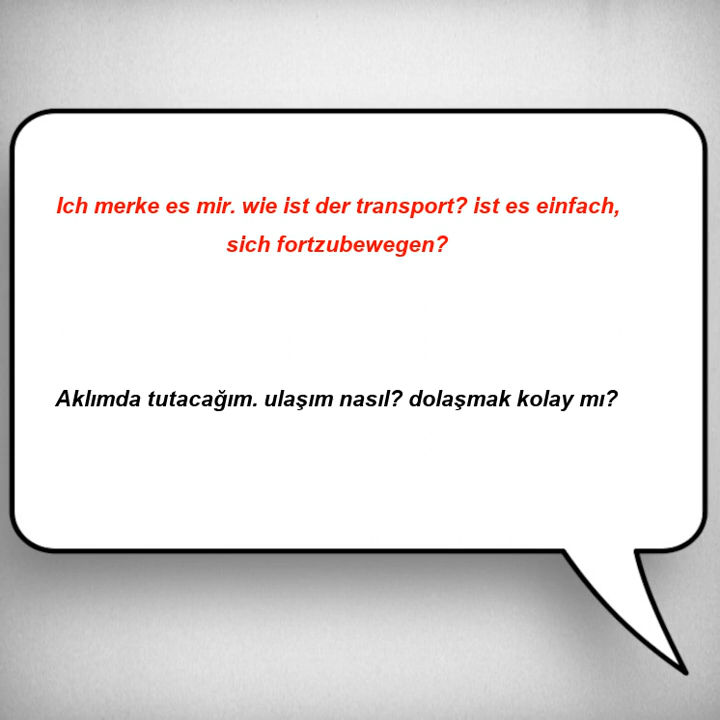 Ich merke es mir. wie ist der transport? ist es einfach,
sich fortzubewegen?
Aklımda tutacağım. ulaşım nasıl? dolaşmak kolay mı?